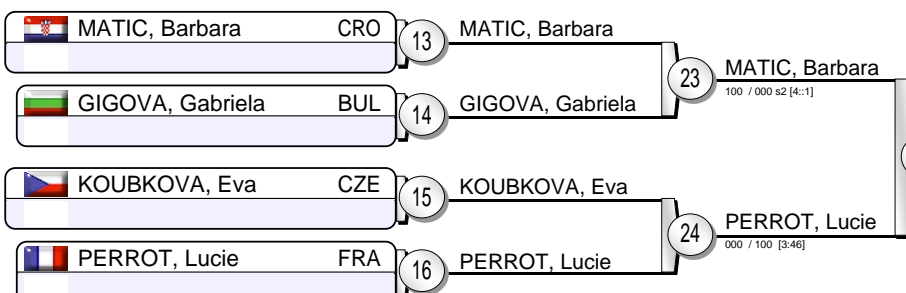 MATIC, Barbara CRO
13
MATIC, Barbara
GIGOVA, Gabriela BUL
14
GIGOVA, Gabriela
23
MATIC, Barbara
100 / 000 s2 [4::1]
KOUBKOVA, Eva CZE
15
KOUBKOVA, Eva
PERROT, Lucie FRA
16
PERROT, Lucie
24
PERROT, Lucie
000 / 100 [3:46]